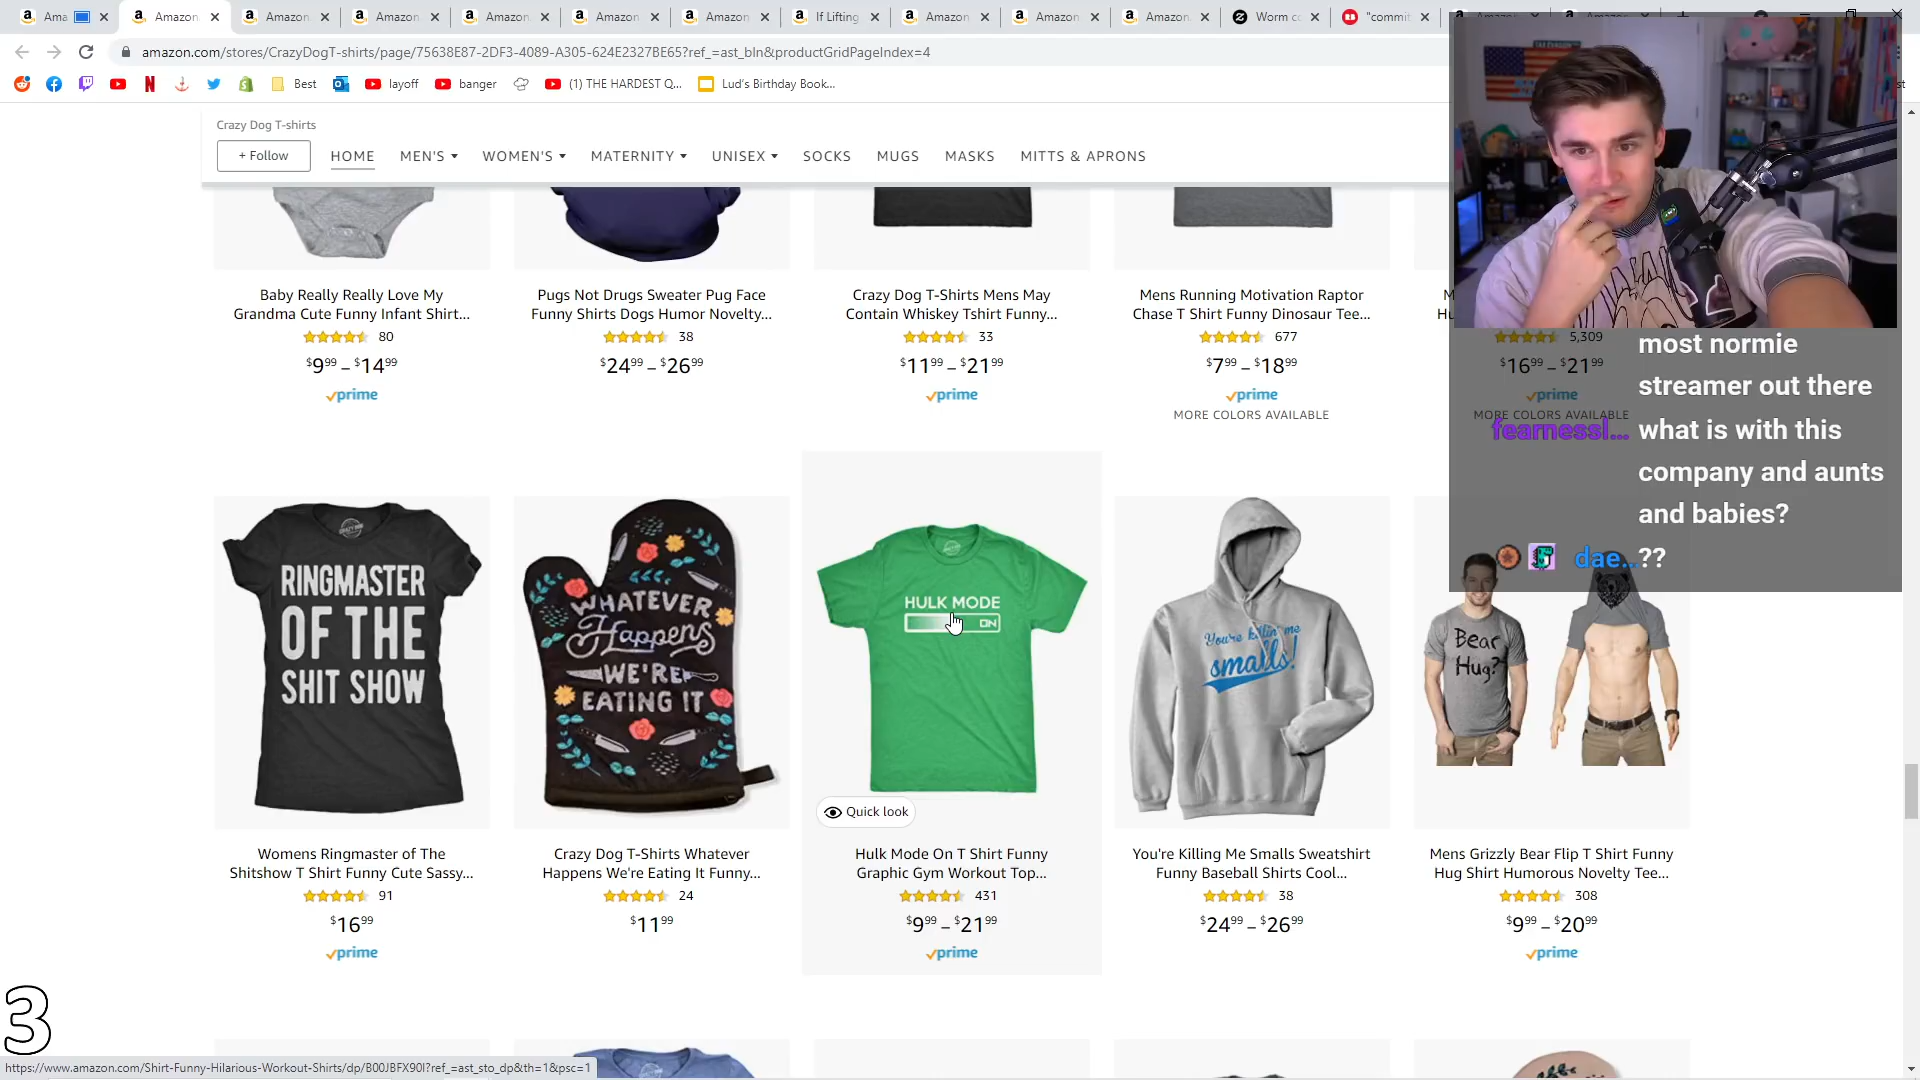 Ama
Amazon.
Amazon
Amazon.
Amazon.
Amazon
Amazon
If Lifting
Amazon
Amazon
Amazon.
Worm co
"commit
amazon.com/stores/CrazyDogT-shirts/page/75638E87-2DF3-4089-A305-624E2327BE65?ref_=ast_bln&productGridPageIndex=4
Best
layoff
banger
(1) THE HARDEST Q...
Lud's Birthday Book...
Crazy Dog T-shirts
+ Follow
HOME
MEN'S
WOMEN'S
MATERNITY
UNISEX
SOCKS
MUGS
MASKS
MITTS & APRONS
Baby Really Really Love My
Grandma Cute Funny Infant Shirt...
80
$9.99 – $14.99
prime
Pugs Not Drugs Sweater Pug Face
Funny Shirts Dogs Humor Novelty...
38
$24.99 – $26.99
Crazy Dog T-Shirts Mens May
Contain Whiskey Tshirt Funny...
33
$11.99 – $21.99
prime
Mens Running Motivation Raptor
Chase T Shirt Funny Dinosaur Tee...
677
$7.99 – $18.99
prime
MORE COLORS AVAILABLE
5,309
$16.99 – $21.99
prime
MORE COLORS AVAILABLE
most normie
streamer out there
fearnessl... what is with this
company and aunts
and babies?
dae... ??
RINGMASTER
OF THE
SHIT SHOW
WHATEVER
Happens
WE'RE
EATING IT
HULK MODE
ON
Quick look
You're killin' me
smalls!
Bear
Hug?
Womens Ringmaster of The
Shitshow T Shirt Funny Cute Sassy...
91
$16.99
prime
Crazy Dog T-Shirts Whatever
Happens We're Eating It Funny...
24
$11.99
Hulk Mode On T Shirt Funny
Graphic Gym Workout Top...
431
$9.99 – $21.99
prime
You're Killing Me Smalls Sweatshirt
Funny Baseball Shirts Cool...
38
$24.99 – $26.99
Mens Grizzly Bear Flip T Shirt Funny
Hug Shirt Humorous Novelty Tee...
308
$9.99 – $20.99
prime
3
https://www.amazon.com/Shirt-Funny-Hilarious-Workout-Shirts/dp/B00JBFX90I?ref_=ast_sto_dp&th=1&psc=1